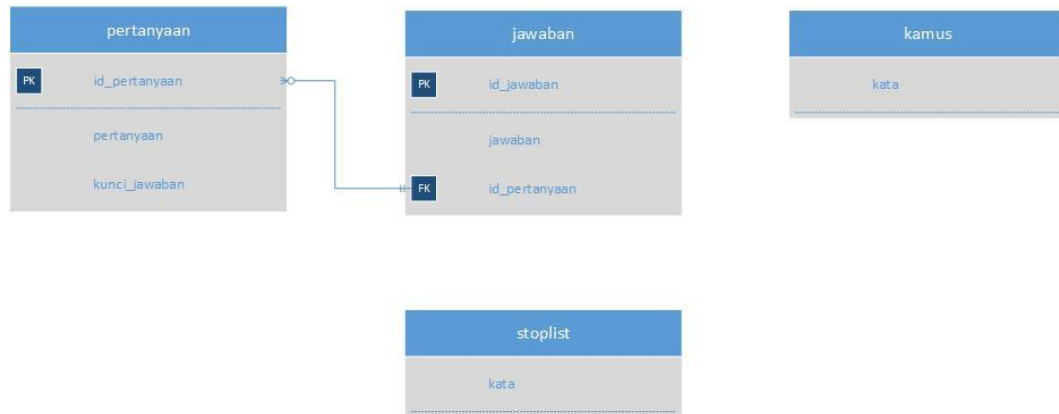 pertanyaan
PK id_pertanyaan
pertanyaan
kunci_jawaban
jawaban
PK id_jawaban
jawaban
FK id_pertanyaan
kamus
kata
stoplist
kata